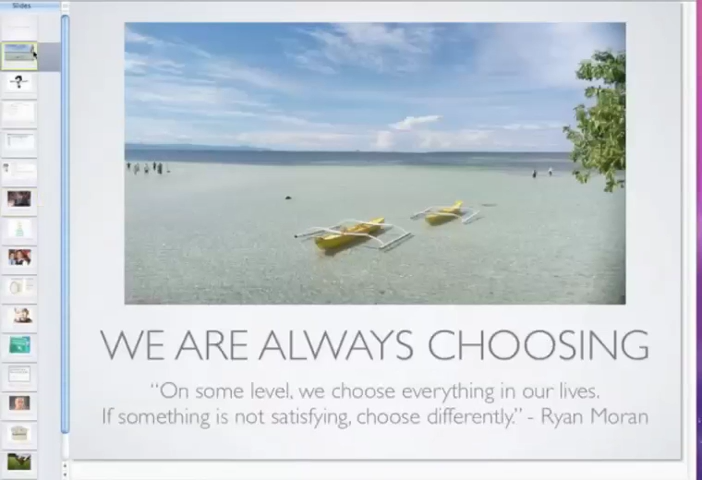 Slides
WE ARE ALWAYS CHOOSING
“On some level, we choose everything in our lives.
If something is not satisfying, choose differently.” - Ryan Moran